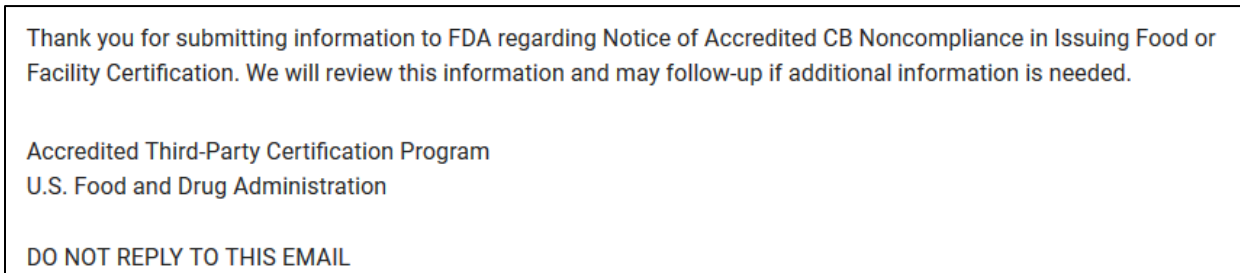 Thank you for submitting information to FDA regarding Notice of Accredited CB Noncompliance in Issuing Food or
Facility Certification. We will review this information and may follow-up if additional information is needed.
Accredited Third-Party Certification Program
U.S. Food and Drug Administration
DO NOT REPLY TO THIS EMAIL